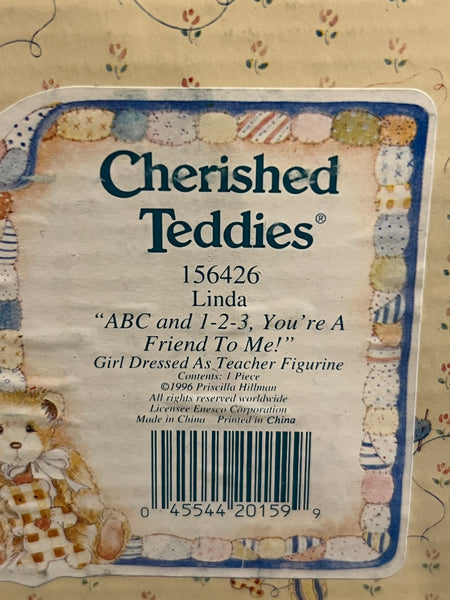 Cherished
Teddies®
156426
Linda
"ABC and 1-2-3, You're A
Friend To Me!"
Girl Dressed As Teacher Figurine
Contents: 1 Piece
©1996 Priscilla Hillman
All rights reserved worldwide
Licensee Enesco Corporation
Made in China Printed in China
0 45544 20159 9